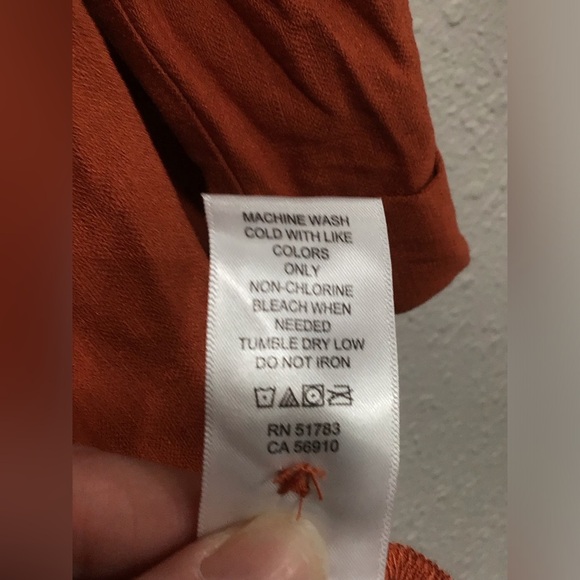 MACHINE WASH
COLD WITH LIKE
COLORS
ONLY
NON-CHLORINE
BLEACH WHEN
NEEDED
TUMBLE DRY LOW
DO NOT IRON
RN 51783
CA 56910